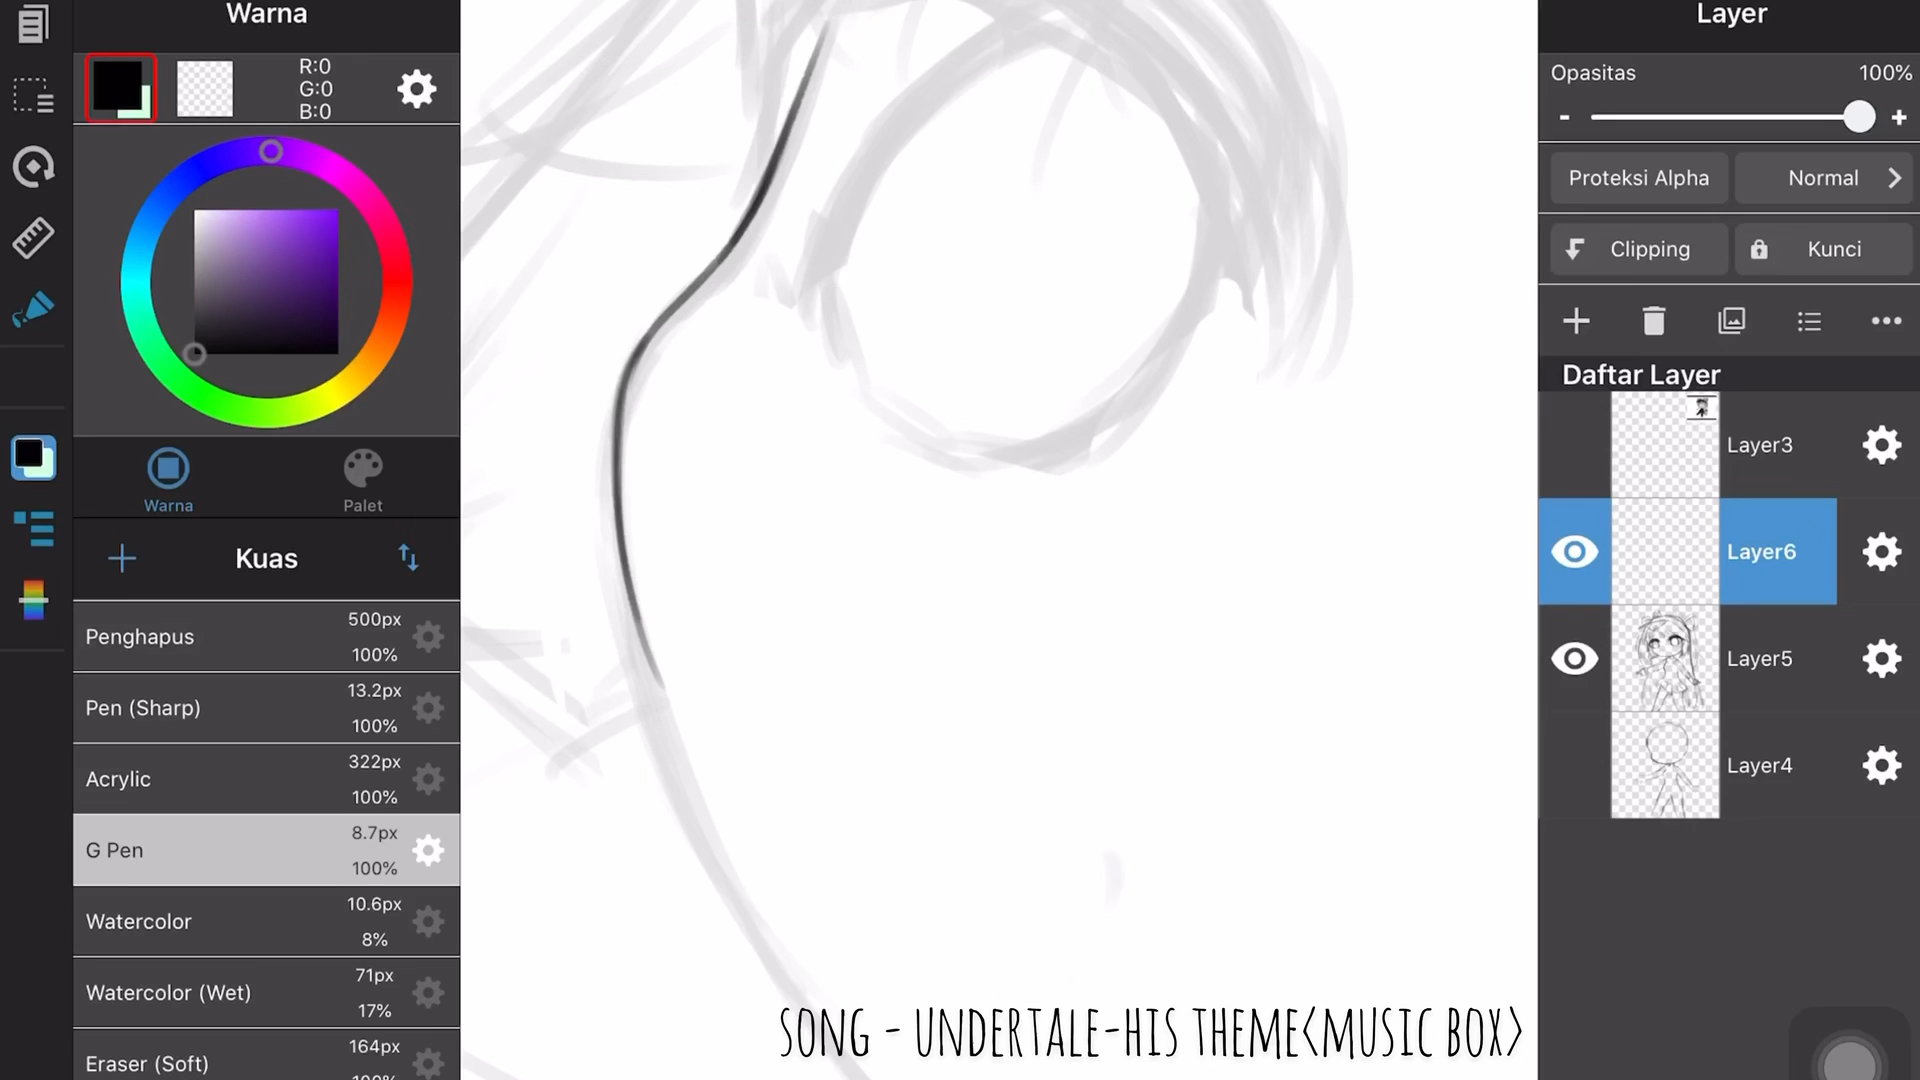 Warna
R:0
G:0
B:0
Warna
Palet
Kuas
Penghapus
500px
100%
Pen (Sharp)
13.2px
100%
Acrylic
322px
100%
G Pen
8.7px
100%
Watercolor
10.6px
8%
Watercolor (Wet)
71px
17%
Eraser (Soft)
164px
100%
SONG - UNDERTALE-HIS THEME<MUSIC BOX>
Layer
Opasitas
100%
- +
Proteksi Alpha
Normal
Clipping
Kunci
Daftar Layer
Layer3
Layer6
Layer5
Layer4